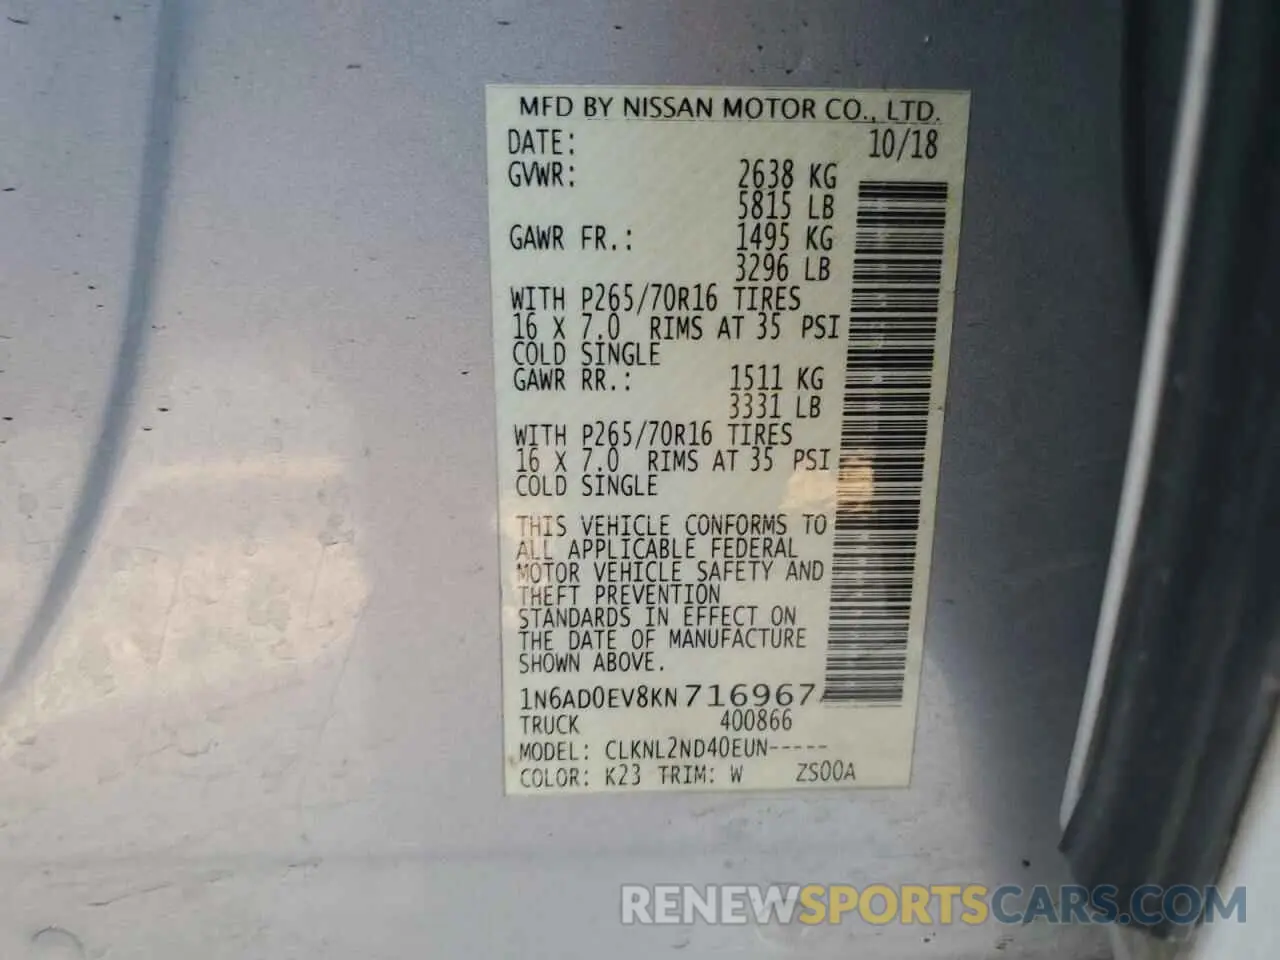 MFD BY NISSAN MOTOR CO., LTD.
DATE: 10/18
GVWR: 2638 KG
5815 LB
GAWR FR.: 1495 KG
3296 LB
WITH P265/70R16 TIRES
16 X 7.0 RIMS AT 35 PSI
COLD SINGLE
GAWR RR.: 1511 KG
3331 LB
WITH P265/70R16 TIRES
16 X 7.0 RIMS AT 35 PSI
COLD SINGLE
THIS VEHICLE CONFORMS TO
ALL APPLICABLE FEDERAL
MOTOR VEHICLE SAFETY AND
THEFT PREVENTION
STANDARDS IN EFFECT ON
THE DATE OF MANUFACTURE
SHOWN ABOVE.
1N6AD0EV8KN716967
TRUCK 400866
MODEL: CLKNL2ND40EUN-----
COLOR: K23 TRIM: W ZS00A
RENEWSPORTSCARS.COM